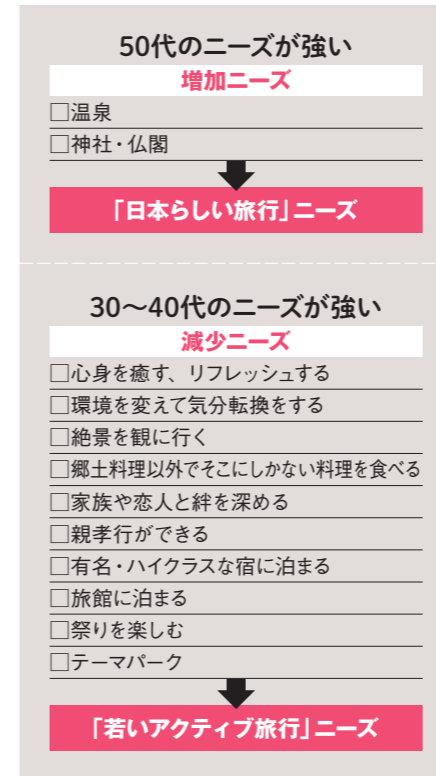 50代のニーズが強い
増加ニーズ
□温泉
□神社・仏閣
「日本らしい旅行」ニーズ
30〜40代のニーズが強い
減少ニーズ
□心身を癒す、リフレッシュする
□環境を変えて気分転換をする
□絶景を観に行く
□郷土料理以外でそこにしかない料理を食べる
□家族や恋人と絆を深める
□親孝行ができる
□有名・ハイクラスな宿に泊まる
□旅館に泊まる
□祭りを楽しむ
□テーマパーク
「若いアクティブ旅行」ニーズ